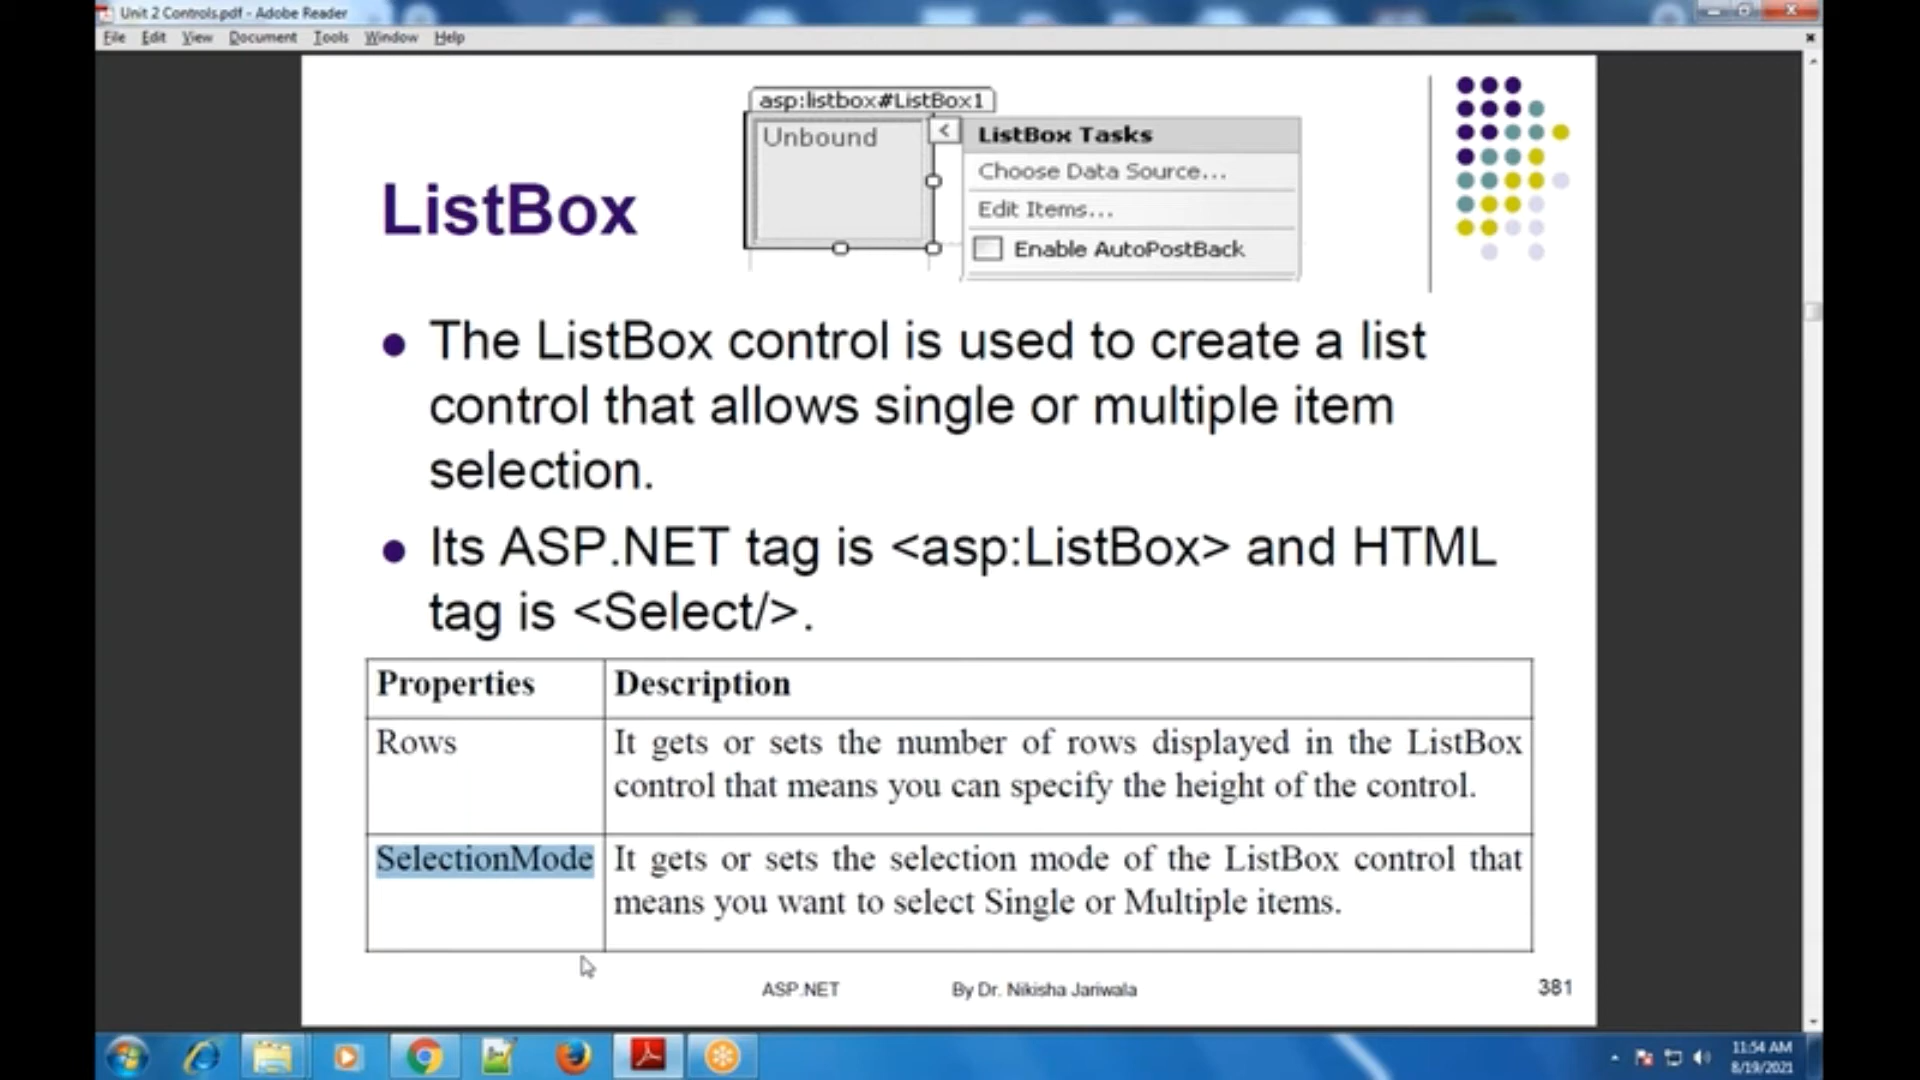 Unit 2 Controls.pdf - Adobe Reader
File Edit View Document Tools Window Help
asp:listbox#ListBox1
Unbound
ListBox Tasks
Choose Data Source...
Edit Items...
Enable AutoPostBack
ListBox
The ListBox control is used to create a list
control that allows single or multiple item
selection.
Its ASP.NET tag is <asp:ListBox> and HTML
tag is <Select/>.
Properties Description
Rows It gets or sets the number of rows displayed in the ListBox
control that means you can specify the height of the control.
SelectionMode It gets or sets the selection mode of the ListBox control that
means you want to select Single or Multiple items.
ASP.NET By Dr. Nikisha Jariwala 381
11:54 AM
8/19/2021